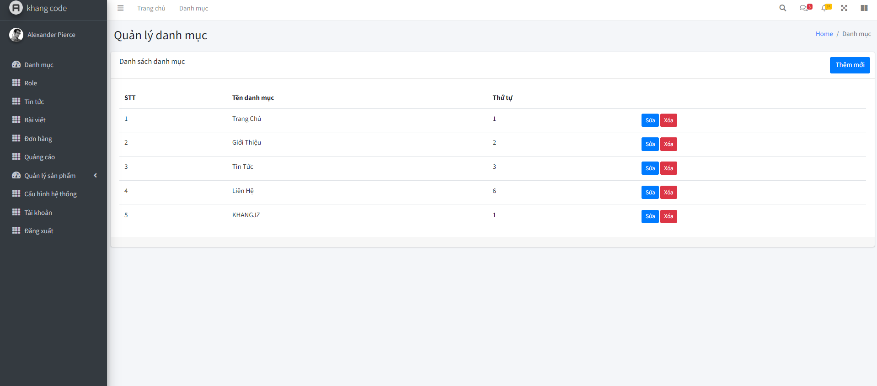 khang code
Trang chủ Danh mục
Alexander Pierce
Danh mục
Role
Tin tức
Bài viết
Đơn hàng
Quảng cáo
Quản lý sản phẩm
Cấu hình hệ thống
Tài khoản
Đăng xuất
Quản lý danh mục
Home / Danh mục
Danh sách danh mục
Thêm mới
STT Tên danh mục Thứ tự
1 Trang Chủ 1 Sửa Xóa
2 Giới Thiệu 2 Sửa Xóa
3 Tin Tức 3 Sửa Xóa
4 Liên Hệ 6 Sửa Xóa
5 KHANGJZ 1 Sửa Xóa